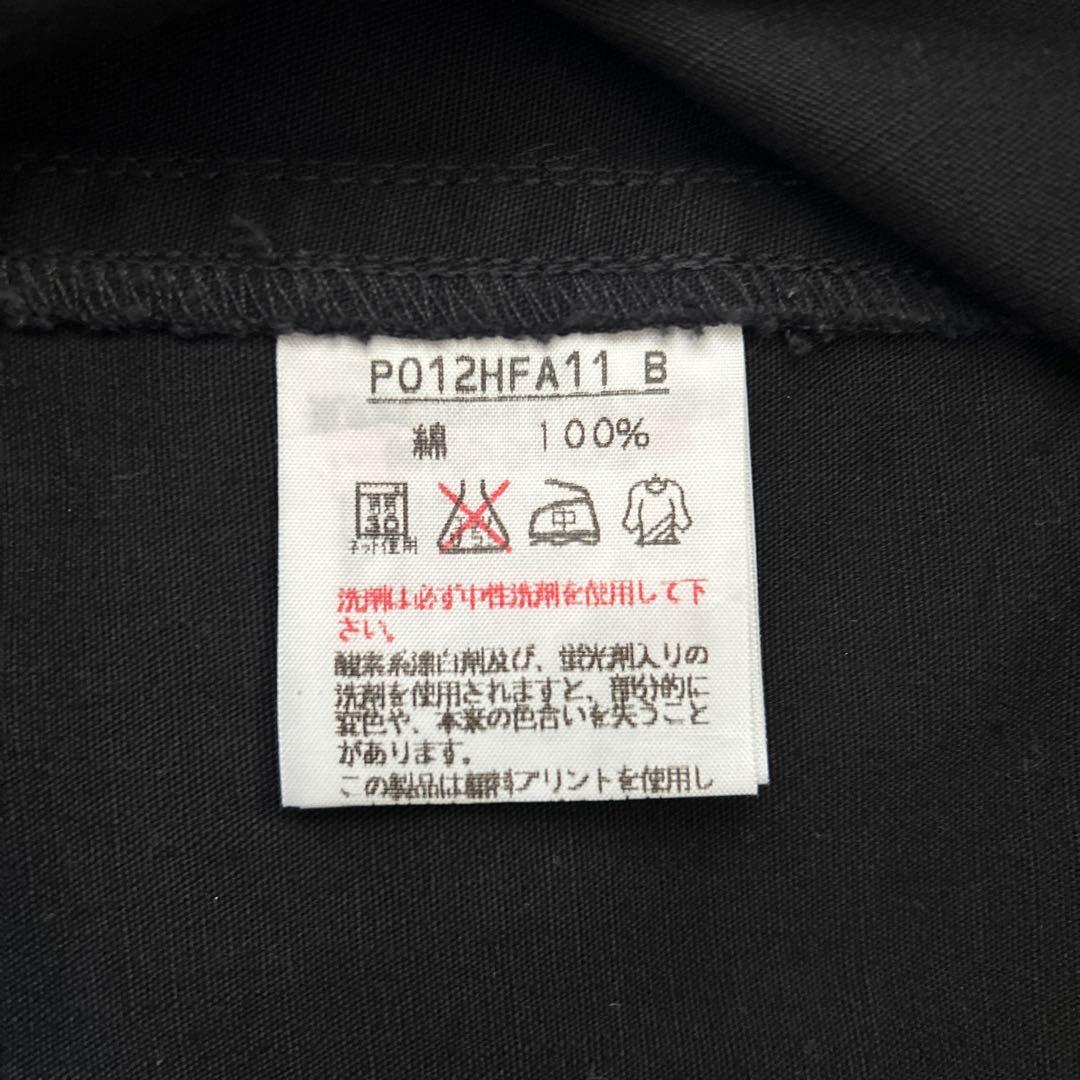 P012HFA11 B
綿 100%
弱 30
ネット使用
中
洗剤は必ず中性洗剤を使用して下
さい。
酸素系漂白剤及び、蛍光剤入りの
洗剤を使用されますと、部分的に
変色や、本来の色合いを失うこと
があります。
この製品は顔料プリントを使用し